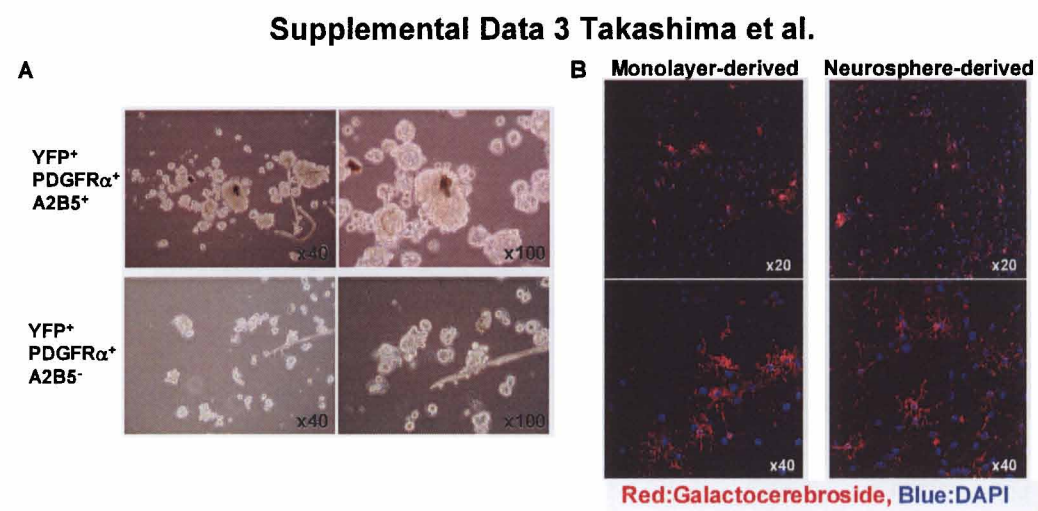 Supplemental Data 3 Takashima et al.
A
YFP⁺
PDGFRα⁺
A2B5⁺
x40
x100
YFP⁺
PDGFRα⁺
A2B5⁻
x40
x100
B
Monolayer-derived
Neurosphere-derived
x20
x20
x40
x40
Red:Galactocerebroside, Blue:DAPI